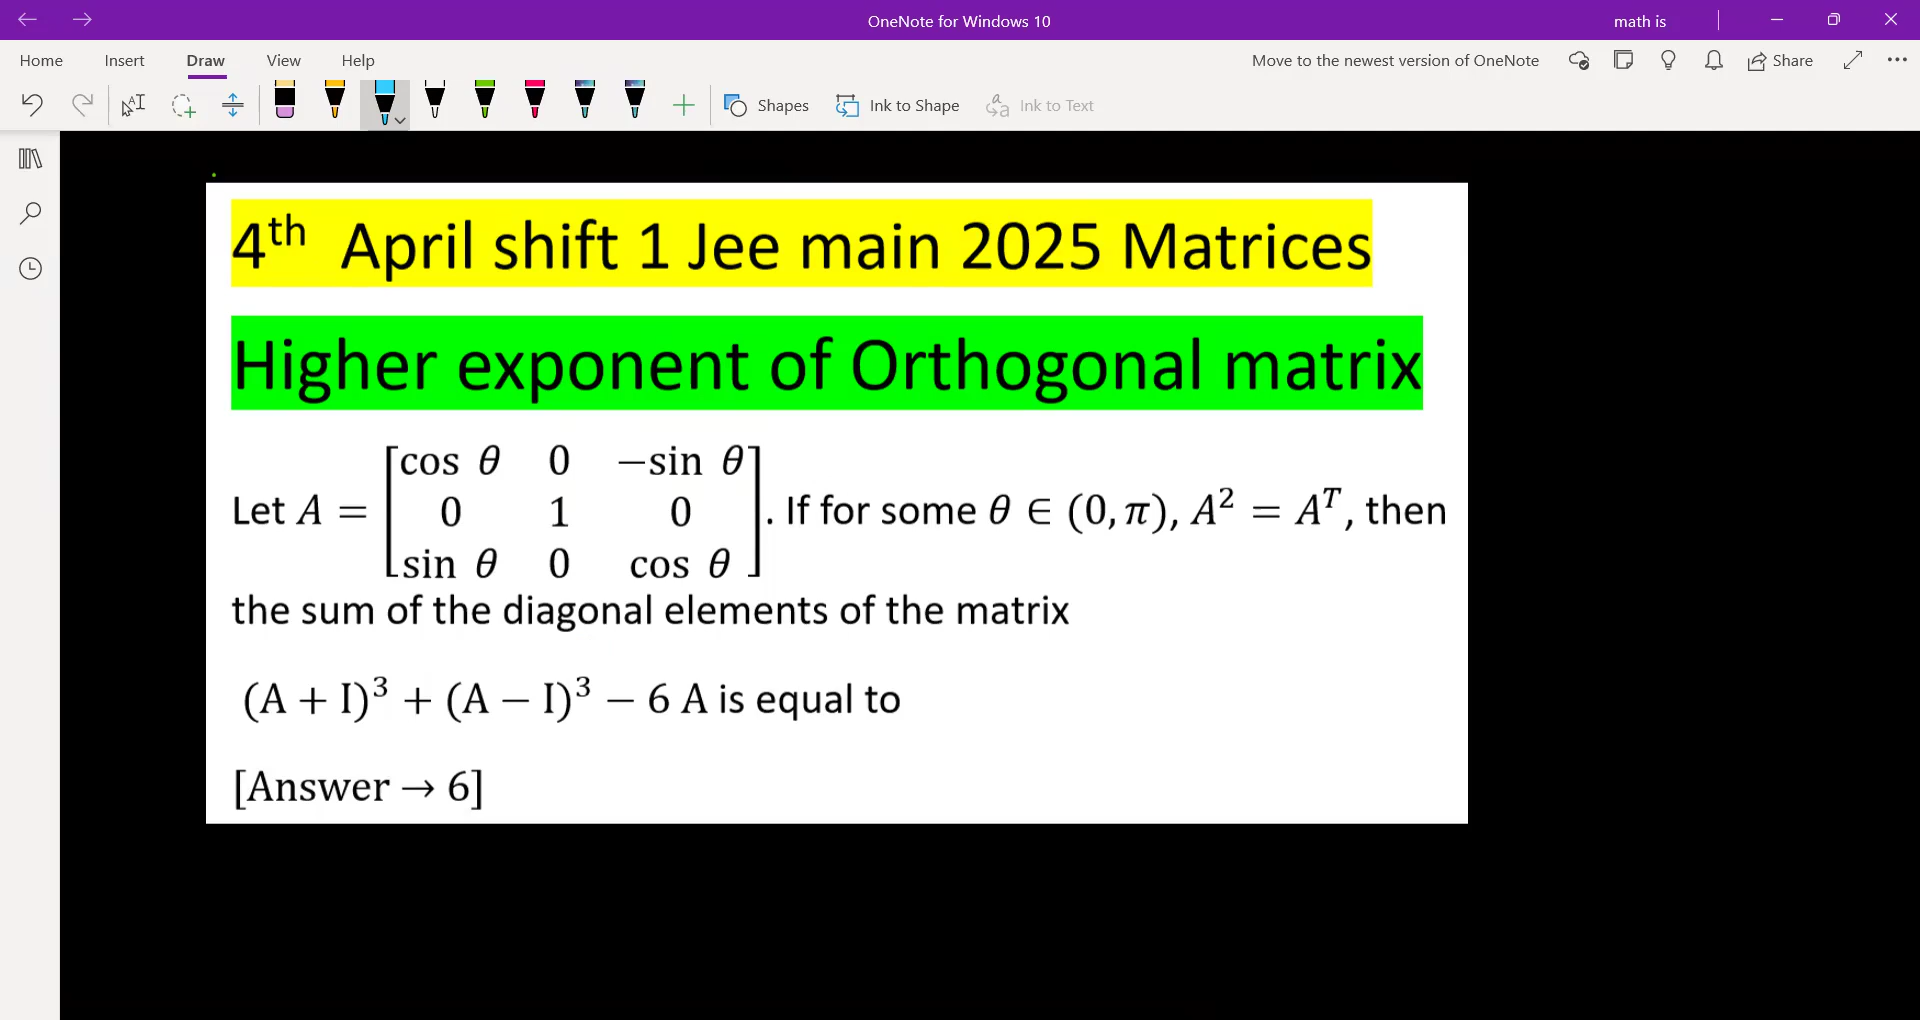 OneNote for Windows 10
math is
Home Insert Draw View Help
Move to the newest version of OneNote
Share
Shapes
Ink to Shape
Ink to Text
4th April shift 1 Jee main 2025 Matrices
Higher exponent of Orthogonal matrix
cos θ 0 −sin θ
Let A = 0 1 0 . If for some θ ∈ (0, π), A² = Aᵀ, then
sin θ 0 cos θ
the sum of the diagonal elements of the matrix
(A + I)³ + (A − I)³ − 6 A is equal to
[Answer → 6]